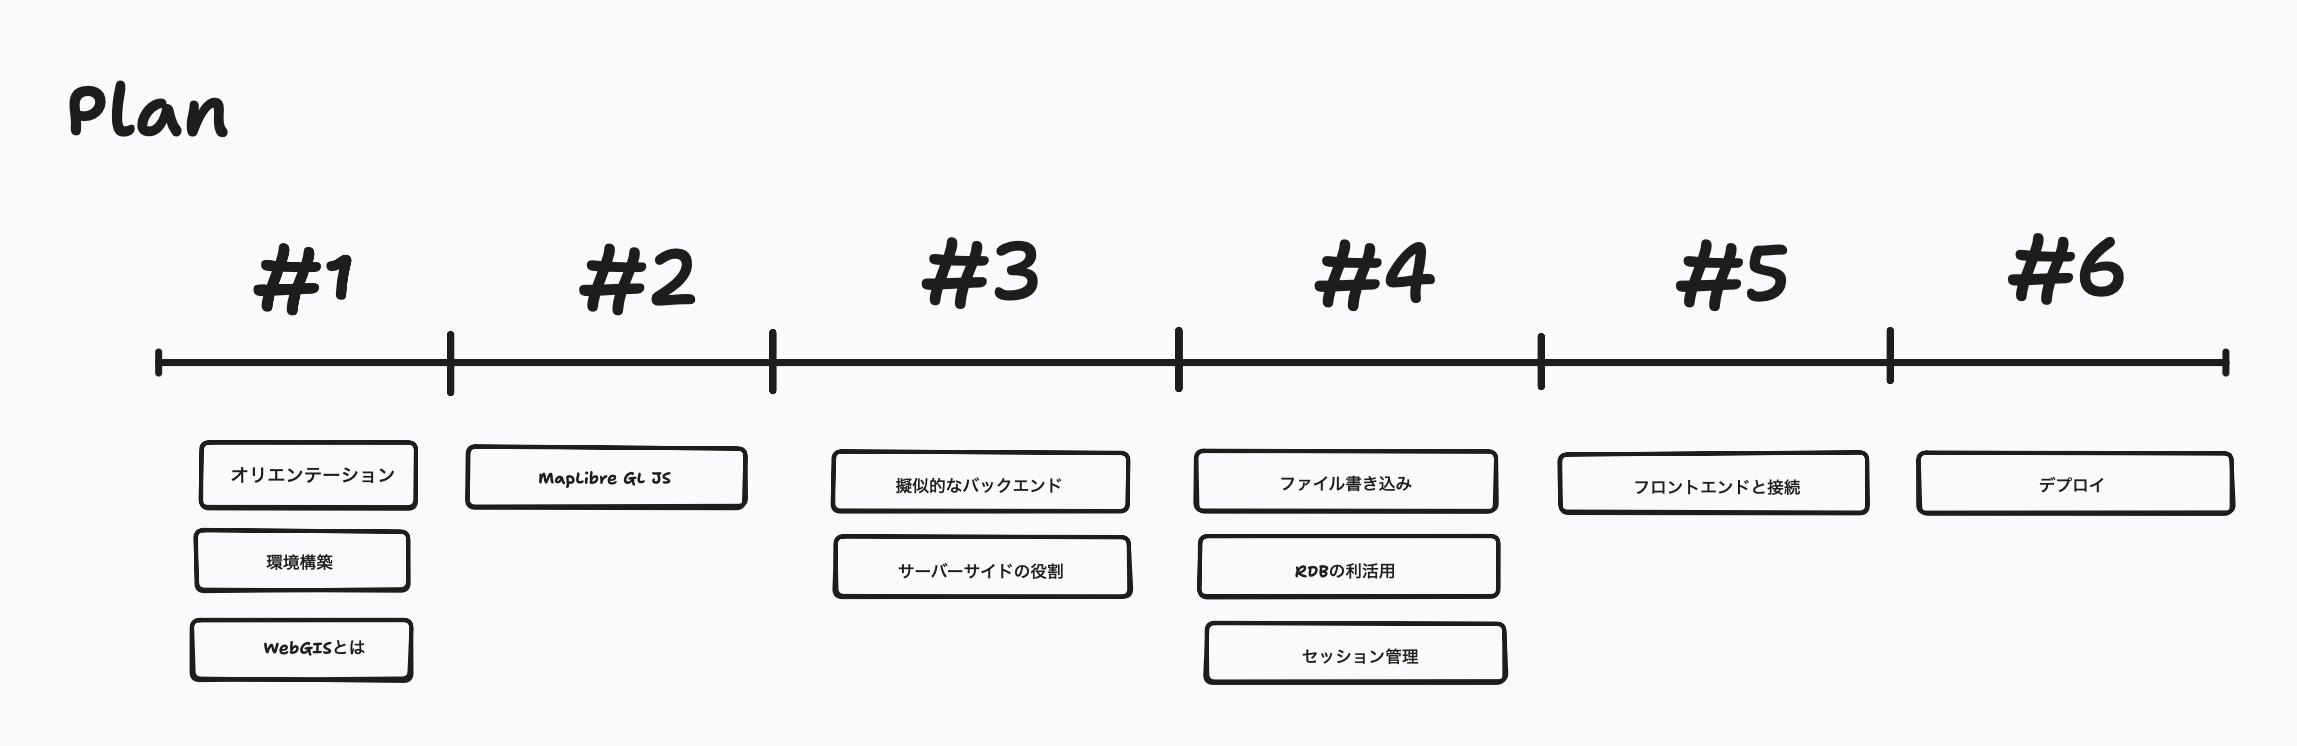 Plan
#1
#2
#3
#4
#5
#6
オリエンテーション
環境構築
WebGISとは
MapLibre GL JS
擬似的なバックエンド
サーバーサイドの役割
ファイル書き込み
RDBの利活用
セッション管理
フロントエンドと接続
デプロイ